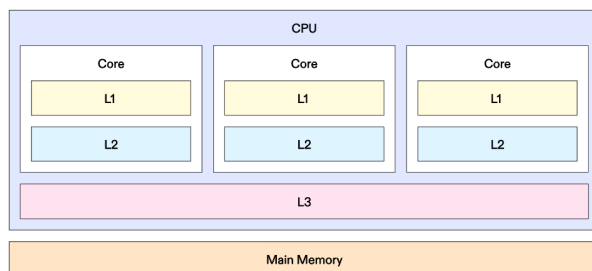 CPU
Core Core Core
L1 L1 L1
L2 L2 L2
L3
Main Memory